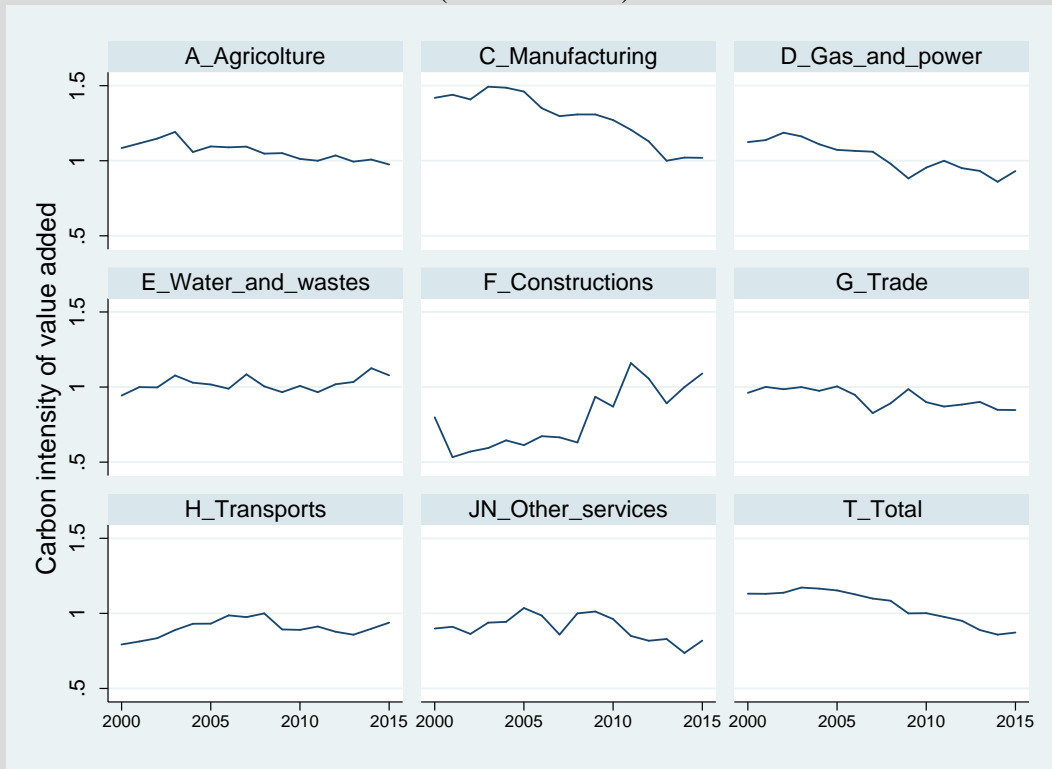 A_Agricolture
C_Manufacturing
D_Gas_and_power
1.5
1
.5
E_Water_and_wastes
F_Constructions
G_Trade
1.5
1
.5
H_Transports
JN_Other_services
T_Total
1.5
1
.5
2000 2005 2010 2015
2000 2005 2010 2015
2000 2005 2010 2015
Carbon intensity of value added